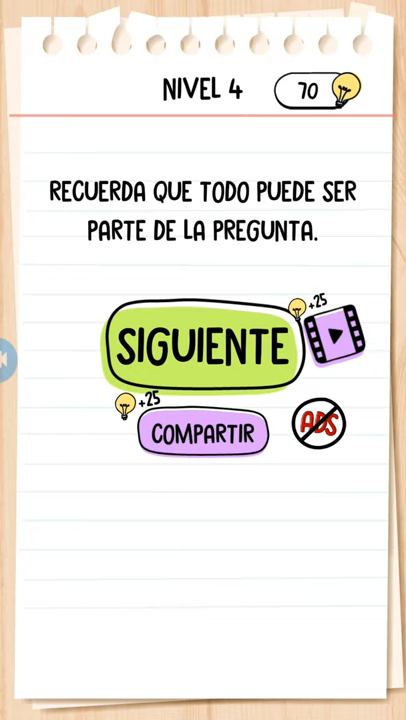 NIVEL 4
70
RECUERDA QUE TODO PUEDE SER
PARTE DE LA PREGUNTA.
+25
SIGUIENTE
+25
COMPARTIR
ADS